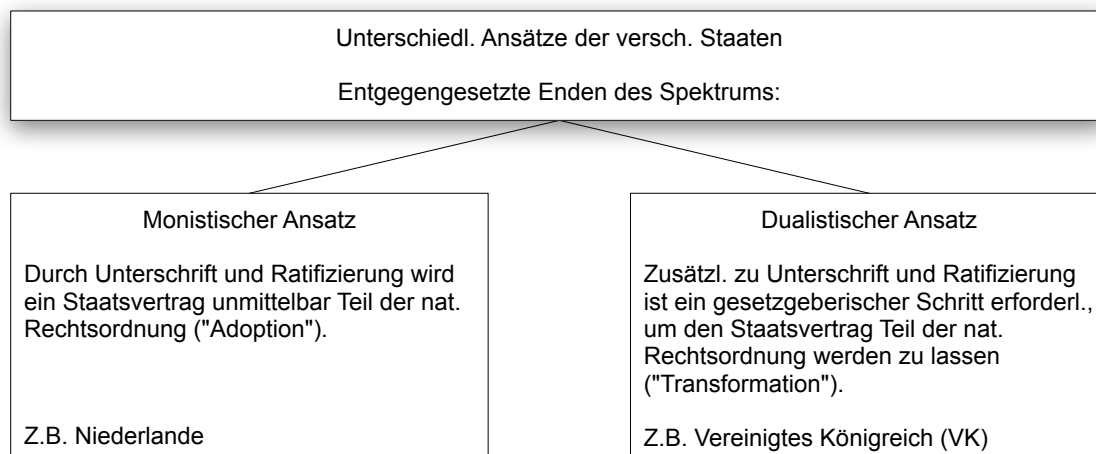 Unterschiedl. Ansätze der versch. Staaten
Entgegengesetzte Enden des Spektrums:
Monistischer Ansatz
Durch Unterschrift und Ratifizierung wird
ein Staatsvertrag unmittelbar Teil der nat.
Rechtsordnung ("Adoption").
Z.B. Niederlande
Dualistischer Ansatz
Zusätzl. zu Unterschrift und Ratifizierung
ist ein gesetzgeberischer Schritt erforderl.,
um den Staatsvertrag Teil der nat.
Rechtsordnung werden zu lassen
("Transformation").
Z.B. Vereinigtes Königreich (VK)